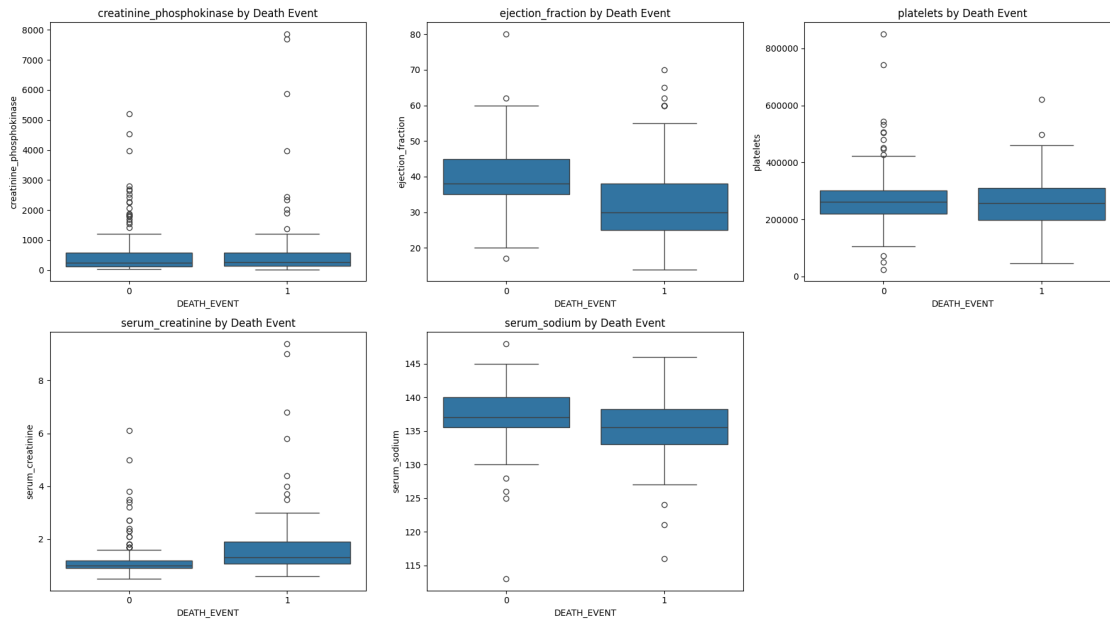 creatinine_phosphokinase by Death Event
creatinine_phosphokinase
8000
7000
6000
5000
4000
3000
2000
1000
0
0
1
DEATH_EVENT
ejection_fraction by Death Event
ejection_fraction
80
70
60
50
40
30
20
0
1
DEATH_EVENT
platelets by Death Event
platelets
800000
600000
400000
200000
0
0
1
DEATH_EVENT
serum_creatinine by Death Event
serum_creatinine
8
6
4
2
0
1
DEATH_EVENT
serum_sodium by Death Event
serum_sodium
145
140
135
130
125
120
115
0
1
DEATH_EVENT